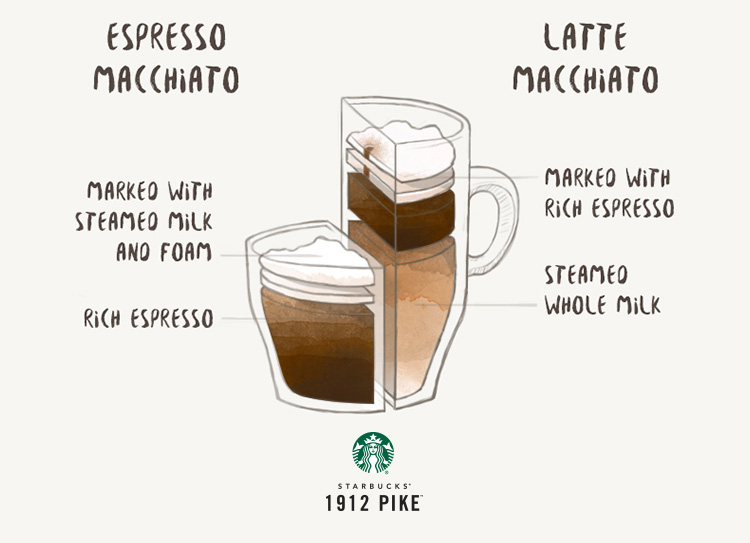 ESPRESSO
MACCHiATO
MARKED WiTH
STEAMED MiLK
AND FOAM
RiCH ESPRESSO
LATTE
MACCHiATO
MARKED WiTH
RiCH ESPRESSO
STEAMED
WHOLE MiLK
STARBUCKS®
1912 PIKE™